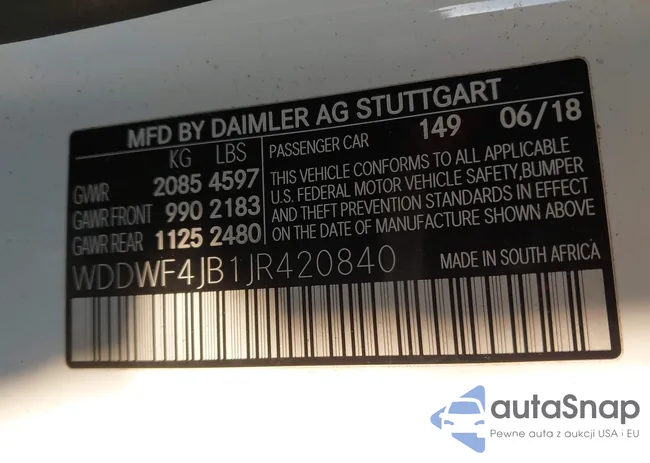 MFD BY DAIMLER AG STUTTGART
KG LBS
GVWR 2085 4597
GAWR FRONT 990 2183
GAWR REAR 1125 2480
PASSENGER CAR 149 06/18
THIS VEHICLE CONFORMS TO ALL APPLICABLE
U.S. FEDERAL MOTOR VEHICLE SAFETY,BUMPER
AND THEFT PREVENTION STANDARDS IN EFFECT
ON THE DATE OF MANUFACTURE SHOWN ABOVE
WDDWF4JB1JR420840 MADE IN SOUTH AFRICA
autaSnap
Pewne auta z aukcji USA i EU